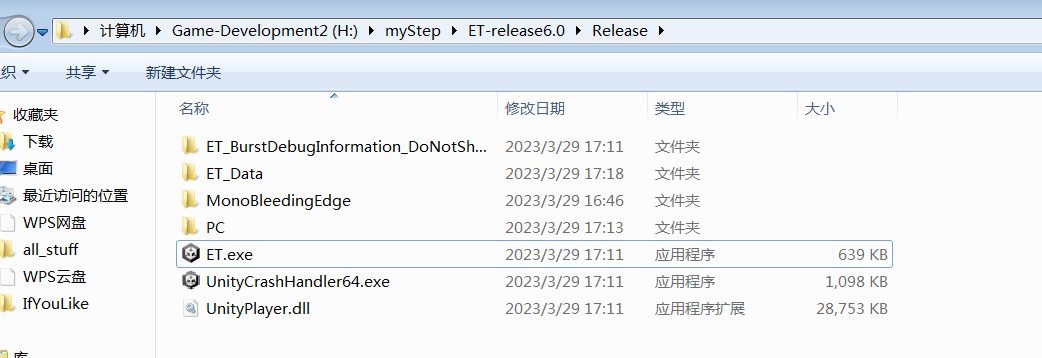 计算机 Game-Development2 (H:) myStep ET-release6.0 Release
织 共享 新建文件夹
收藏夹
下载
桌面
最近访问的位置
WPS网盘
all_stuff
WPS云盘
IfYouLike
库
名称 修改日期 类型 大小
ET_BurstDebugInformation_DoNotSh... 2023/3/29 17:11 文件夹
ET_Data 2023/3/29 17:18 文件夹
MonoBleedingEdge 2023/3/29 16:46 文件夹
PC 2023/3/29 17:13 文件夹
ET.exe 2023/3/29 17:11 应用程序 639 KB
UnityCrashHandler64.exe 2023/3/29 17:11 应用程序 1,098 KB
UnityPlayer.dll 2023/3/29 17:11 应用程序扩展 28,753 KB